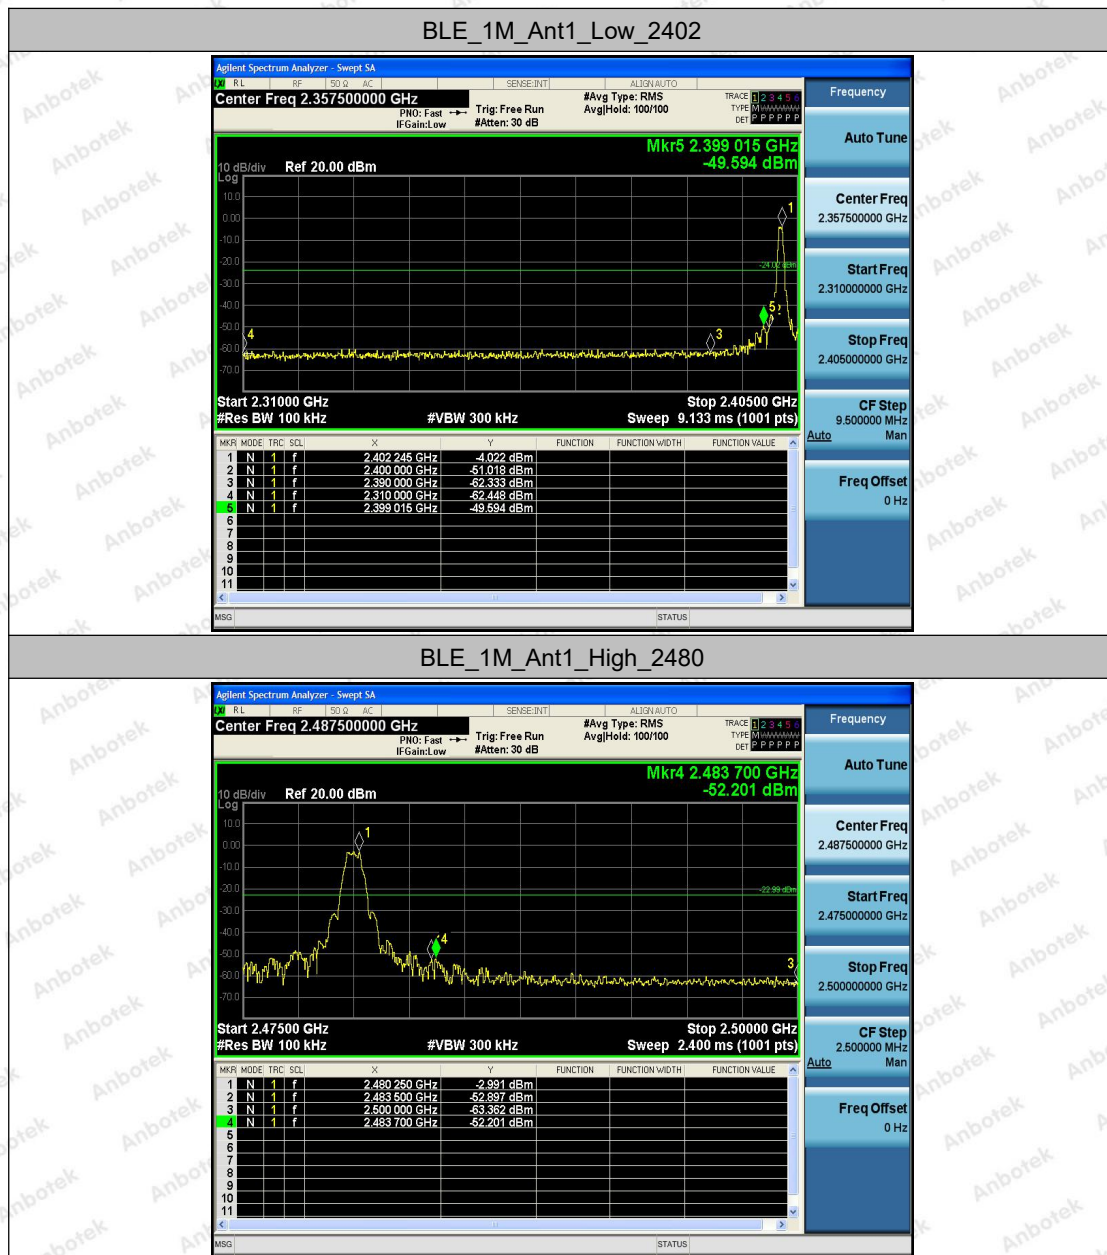 BLE_1M_Ant1_Low_2402
Agilent Spectrum Analyzer - Swept SA
RL RF 50 Ω AC SENSE:INT ALIGN AUTO
Center Freq 2.357500000 GHz
PNO: Fast
IFGain:Low
Trig: Free Run
#Atten: 30 dB
#Avg Type: RMS
Avg|Hold: 100/100
TRACE 1 2 3 4 5 6
TYPE M
DET P P P P P P
Mkr5 2.399 015 GHz
-49.594 dBm
10 dB/div Ref 20.00 dBm
Log
10.0
0.00
-10.0
-20.0
-30.0
-40.0
-50.0
-60.0
-70.0
1
-24.02 dBm
5
4
3
Start 2.31000 GHz Stop 2.40500 GHz
#Res BW 100 kHz #VBW 300 kHz Sweep 9.133 ms (1001 pts)
MKR MODE TRC SCL X Y FUNCTION FUNCTION WIDTH FUNCTION VALUE
1 N 1 f 2.402 245 GHz -4.022 dBm
2 N 1 f 2.400 000 GHz -51.018 dBm
3 N 1 f 2.390 000 GHz -62.333 dBm
4 N 1 f 2.310 000 GHz -62.448 dBm
5 N 1 f 2.399 015 GHz -49.594 dBm
6
7
8
9
10
11
MSG STATUS
Frequency
Auto Tune
Center Freq
2.357500000 GHz
Start Freq
2.310000000 GHz
Stop Freq
2.405000000 GHz
CF Step
9.500000 MHz
Auto Man
Freq Offset
0 Hz
BLE_1M_Ant1_High_2480
Agilent Spectrum Analyzer - Swept SA
RL RF 50 Ω AC SENSE:INT ALIGN AUTO
Center Freq 2.487500000 GHz
PNO: Fast
IFGain:Low
Trig: Free Run
#Atten: 30 dB
#Avg Type: RMS
Avg|Hold: 100/100
TRACE 1 2 3 4 5 6
TYPE M
DET P P P P P P
Mkr4 2.483 700 GHz
-52.201 dBm
10 dB/div Ref 20.00 dBm
Log
10.0
0.00
-10.0
-20.0
-30.0
-40.0
-50.0
-60.0
-70.0
1
-22.99 dBm
4
3
Start 2.47500 GHz Stop 2.50000 GHz
#Res BW 100 kHz #VBW 300 kHz Sweep 2.400 ms (1001 pts)
MKR MODE TRC SCL X Y FUNCTION FUNCTION WIDTH FUNCTION VALUE
1 N 1 f 2.480 250 GHz -2.991 dBm
2 N 1 f 2.483 500 GHz -52.897 dBm
3 N 1 f 2.500 000 GHz -63.362 dBm
4 N 1 f 2.483 700 GHz -52.201 dBm
5
6
7
8
9
10
11
MSG STATUS
Frequency
Auto Tune
Center Freq
2.487500000 GHz
Start Freq
2.475000000 GHz
Stop Freq
2.500000000 GHz
CF Step
2.500000 MHz
Auto Man
Freq Offset
0 Hz
Anbotek